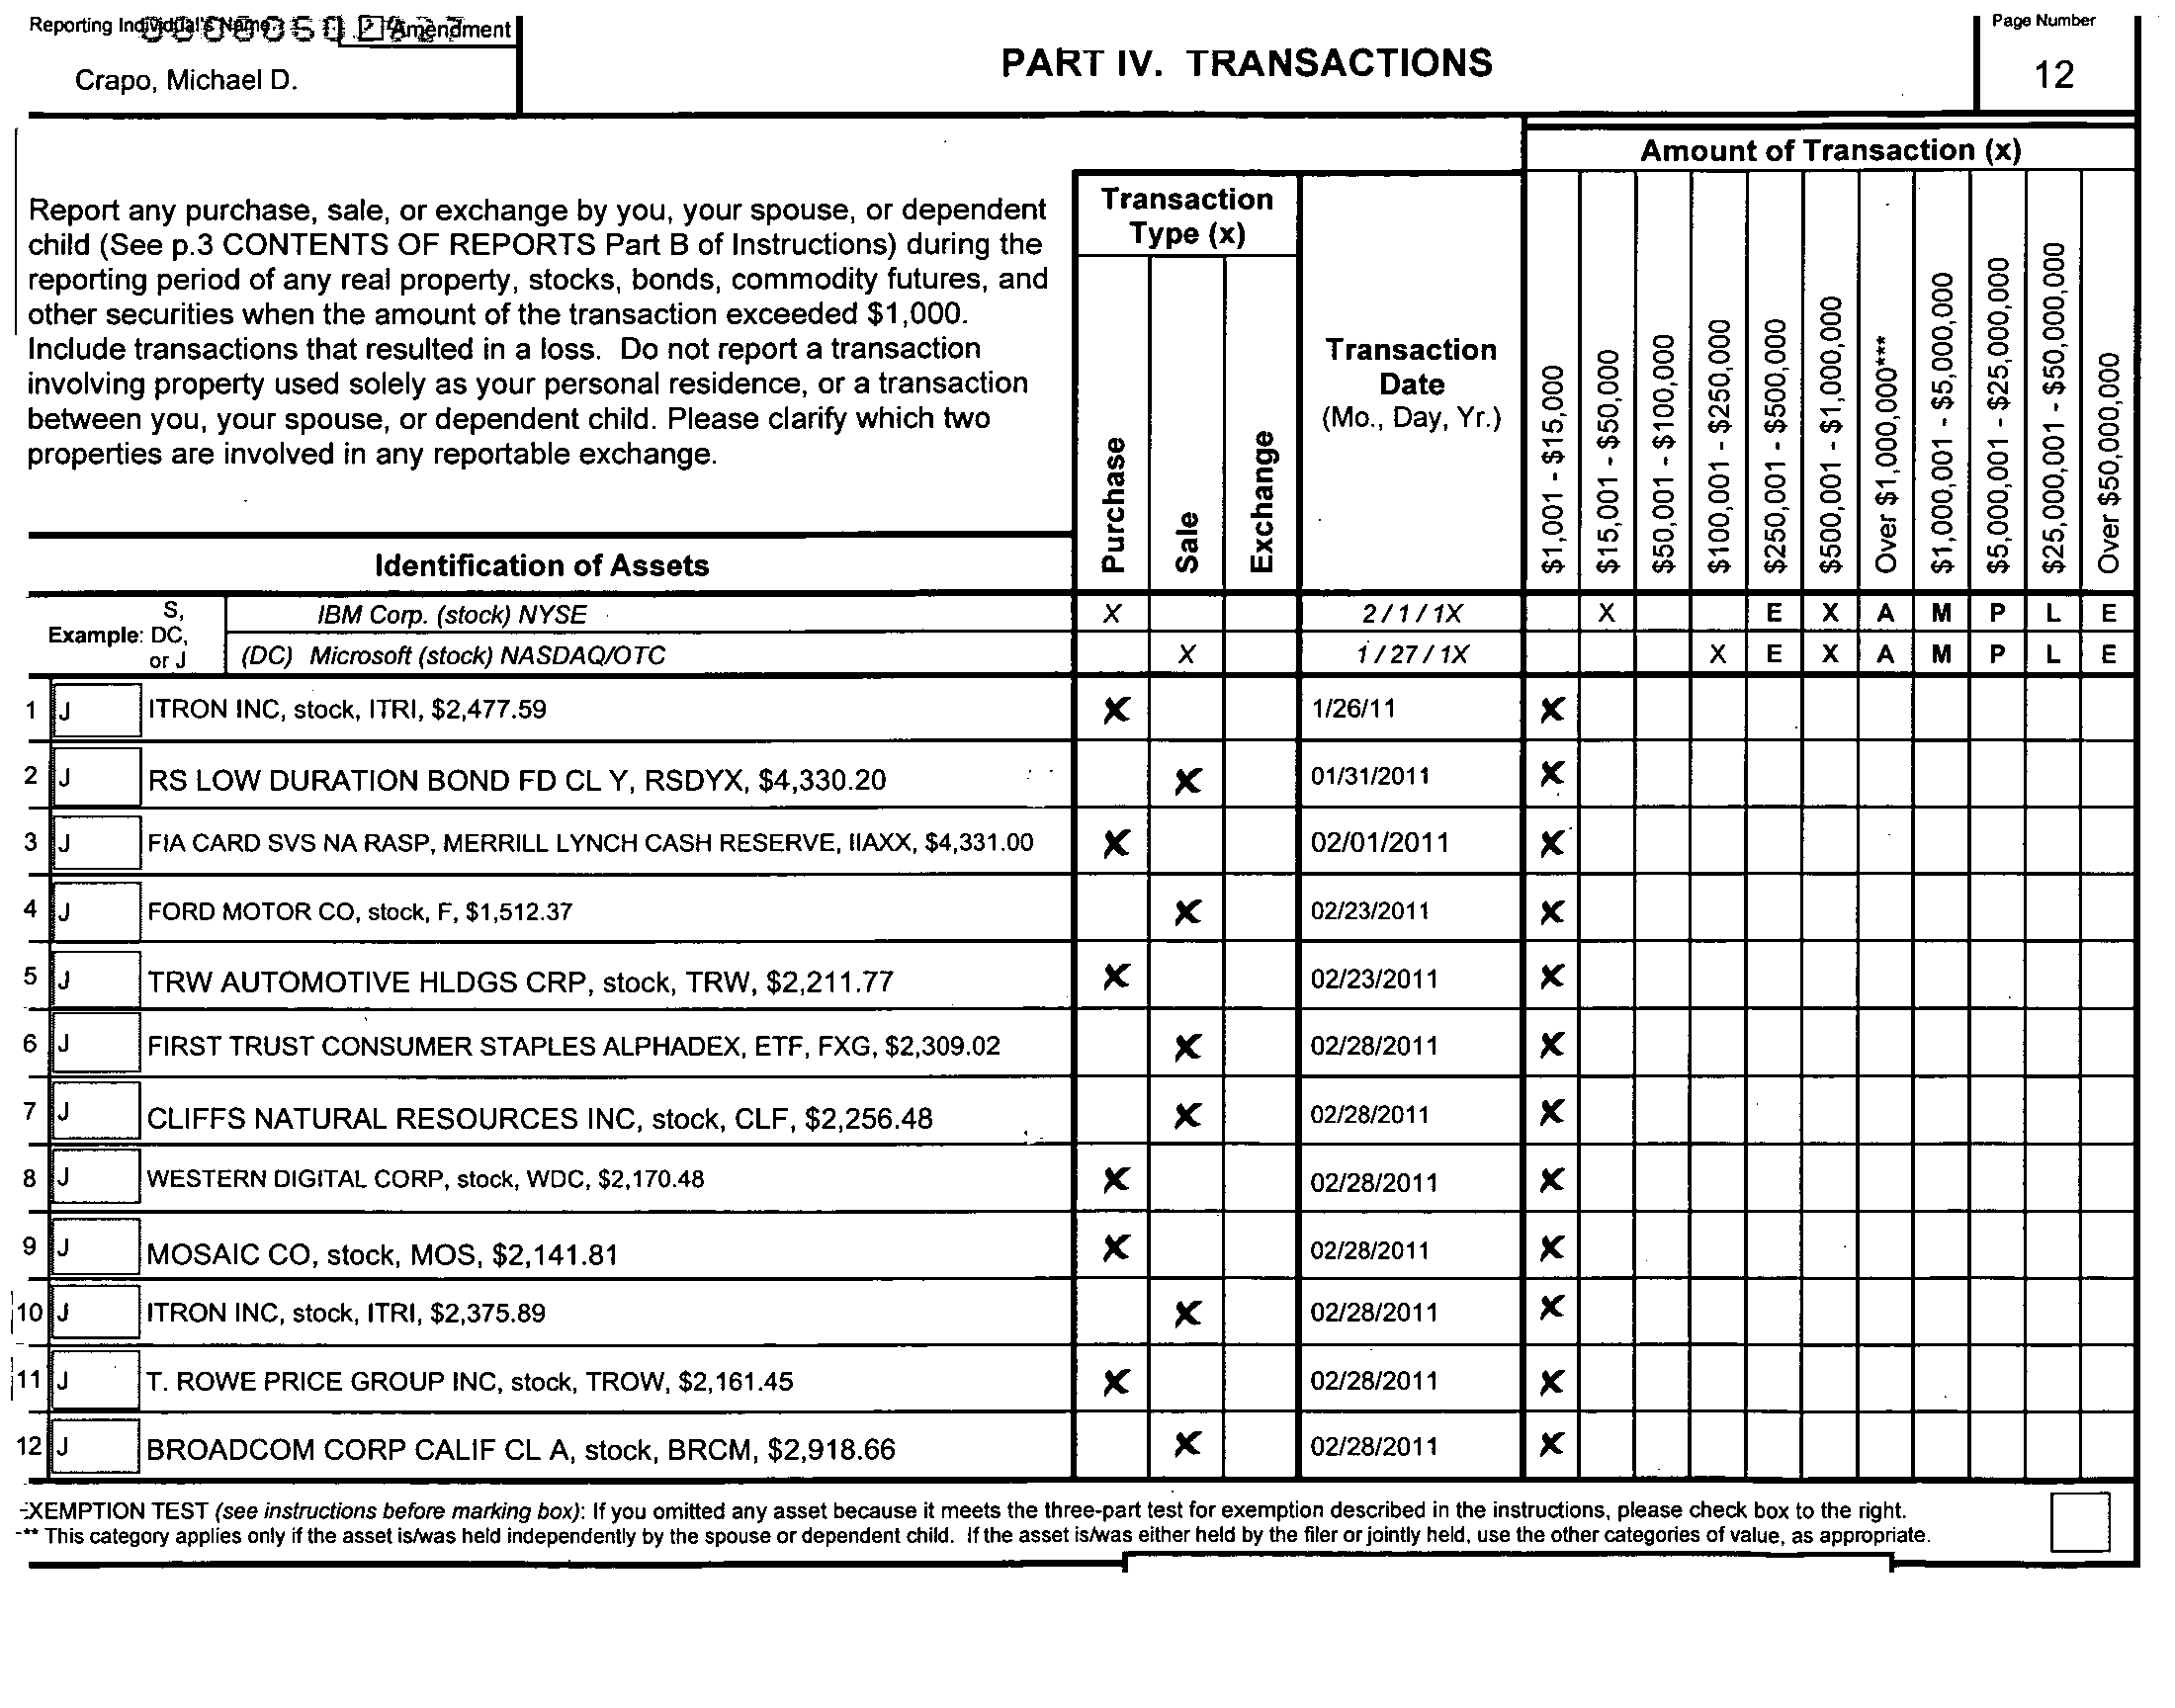 Reporting Individual's Name
Amendment
Crapo, Michael D.
PART IV. TRANSACTIONS
Page Number
12
Report any purchase, sale, or exchange by you, your spouse, or dependent
child (See p.3 CONTENTS OF REPORTS Part B of Instructions) during the
reporting period of any real property, stocks, bonds, commodity futures, and
other securities when the amount of the transaction exceeded $1,000.
Include transactions that resulted in a loss. Do not report a transaction
involving property used solely as your personal residence, or a transaction
between you, your spouse, or dependent child. Please clarify which two
properties are involved in any reportable exchange.
Identification of Assets
Transaction
Type (x)
Purchase
Sale
Exchange
Transaction
Date
(Mo., Day, Yr.)
Amount of Transaction (x)
$1,001 - $15,000
$15,001 - $50,000
$50,001 - $100,000
$100,001 - $250,000
$250,001 - $500,000
$500,001 - $1,000,000
Over $1,000,000***
$1,000,001 - $5,000,000
$5,000,001 - $25,000,000
$25,000,001 - $50,000,000
Over $50,000,000
Example: S,
DC,
or J
IBM Corp. (stock) NYSE X 2 / 1 / 1X X E X A M P L E
(DC) Microsoft (stock) NASDAQ/OTC X 1 / 27 / 1X X E X A M P L E
1 J ITRON INC, stock, ITRI, $2,477.59 X 1/26/11 X
2 J RS LOW DURATION BOND FD CL Y, RSDYX, $4,330.20 X 01/31/2011 X
3 J FIA CARD SVS NA RASP, MERRILL LYNCH CASH RESERVE, IIAXX, $4,331.00 X 02/01/2011 X
4 J FORD MOTOR CO, stock, F, $1,512.37 X 02/23/2011 X
5 J TRW AUTOMOTIVE HLDGS CRP, stock, TRW, $2,211.77 X 02/23/2011 X
6 J FIRST TRUST CONSUMER STAPLES ALPHADEX, ETF, FXG, $2,309.02 X 02/28/2011 X
7 J CLIFFS NATURAL RESOURCES INC, stock, CLF, $2,256.48 X 02/28/2011 X
8 J WESTERN DIGITAL CORP, stock, WDC, $2,170.48 X 02/28/2011 X
9 J MOSAIC CO, stock, MOS, $2,141.81 X 02/28/2011 X
10 J ITRON INC, stock, ITRI, $2,375.89 X 02/28/2011 X
11 J T. ROWE PRICE GROUP INC, stock, TROW, $2,161.45 X 02/28/2011 X
12 J BROADCOM CORP CALIF CL A, stock, BRCM, $2,918.66 X 02/28/2011 X
EXEMPTION TEST (see instructions before marking box): If you omitted any asset because it meets the three-part test for exemption described in the instructions, please check box to the right.
*** This category applies only if the asset is/was held independently by the spouse or dependent child. If the asset is/was either held by the filer or jointly held, use the other categories of value, as appropriate.